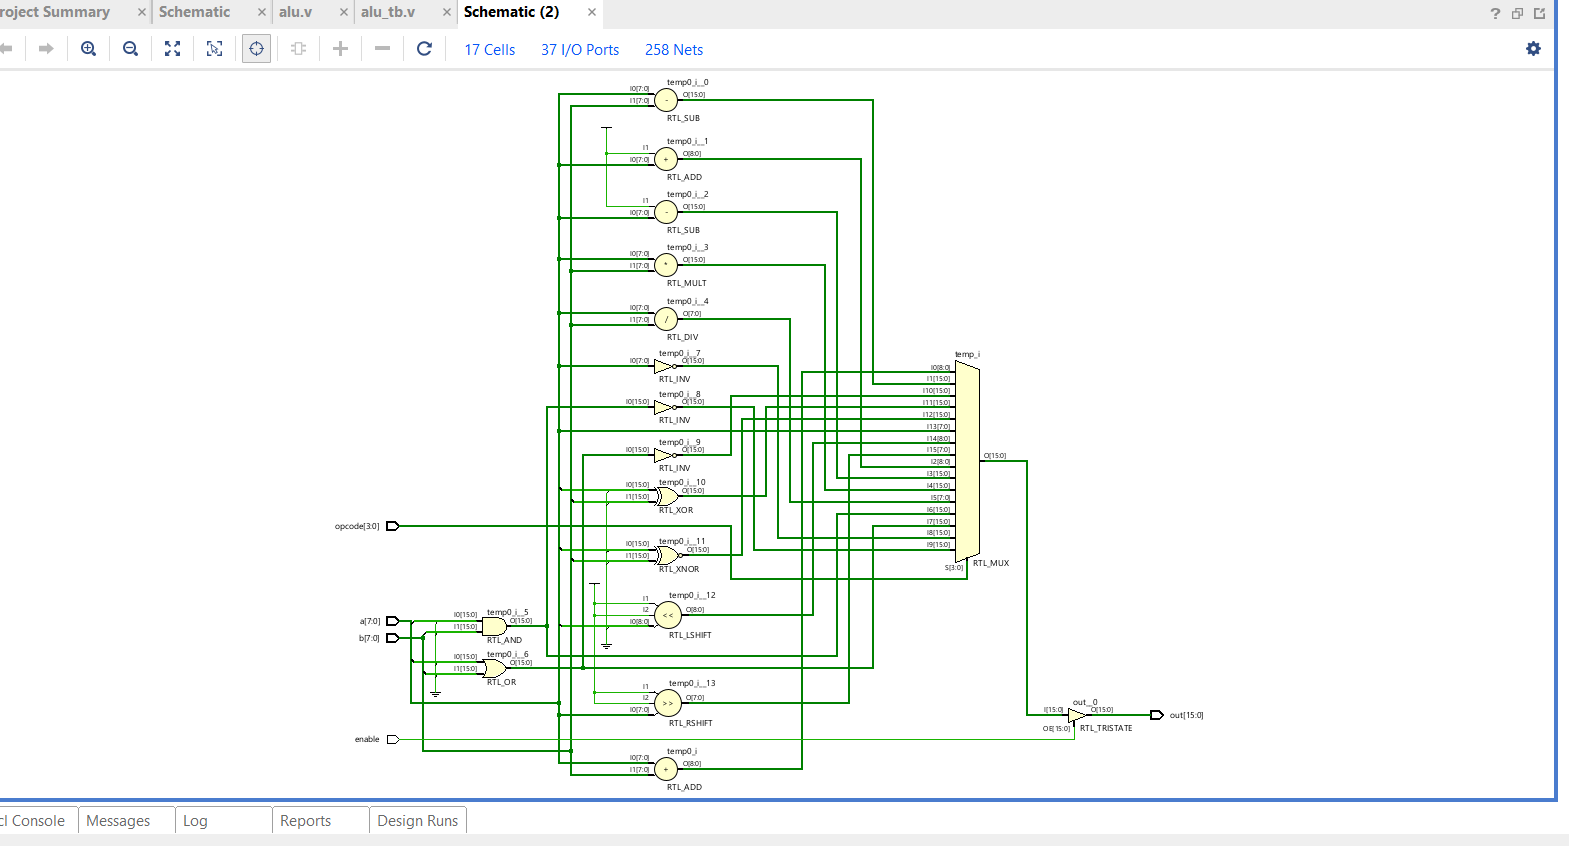 roject Summary × Schematic × alu.v × alu_tb.v × Schematic (2) ×
17 Cells 37 I/O Ports 258 Nets
temp0_i__0
I0[7:0]
I1[7:0]
-
O[15:0]
RTL_SUB
temp0_i__1
I1
I0[7:0]
+
O[8:0]
RTL_ADD
temp0_i__2
I1
I0[7:0]
-
O[15:0]
RTL_SUB
temp0_i__3
I0[7:0]
I1[7:0]
*
O[15:0]
RTL_MULT
temp0_i__4
I0[7:0]
I1[7:0]
/
O[7:0]
RTL_DIV
temp0_i__7
I0[7:0]
O[15:0]
RTL_INV
temp0_i__8
I0[15:0]
O[15:0]
RTL_INV
temp0_i__9
I0[15:0]
O[15:0]
RTL_INV
temp0_i__10
I0[15:0]
I1[15:0]
O[15:0]
RTL_XOR
opcode[3:0]
temp0_i__11
I0[15:0]
I1[15:0]
O[15:0]
RTL_XNOR
temp0_i__12
I1
I2
I0[8:0]
<<
O[8:0]
RTL_LSHIFT
a[7:0]
b[7:0]
temp0_i__5
I0[15:0]
I1[15:0]
O[15:0]
RTL_AND
temp0_i__6
I0[15:0]
I1[15:0]
O[15:0]
RTL_OR
temp0_i__13
I1
I2
I0[7:0]
>>
O[7:0]
RTL_RSHIFT
enable
temp0_i
I0[7:0]
I1[7:0]
+
O[8:0]
RTL_ADD
temp_i
I0[8:0]
I1[15:0]
I10[15:0]
I11[15:0]
I12[15:0]
I13[7:0]
I14[8:0]
I15[7:0]
I2[8:0]
I3[15:0]
I4[15:0]
I5[7:0]
I6[15:0]
I7[15:0]
I8[15:0]
I9[15:0]
S[3:0]
O[15:0]
RTL_MUX
out__0
I[15:0]
OE[15:0]
O[15:0]
RTL_TRISTATE
out[15:0]
cl Console Messages Log Reports Design Runs